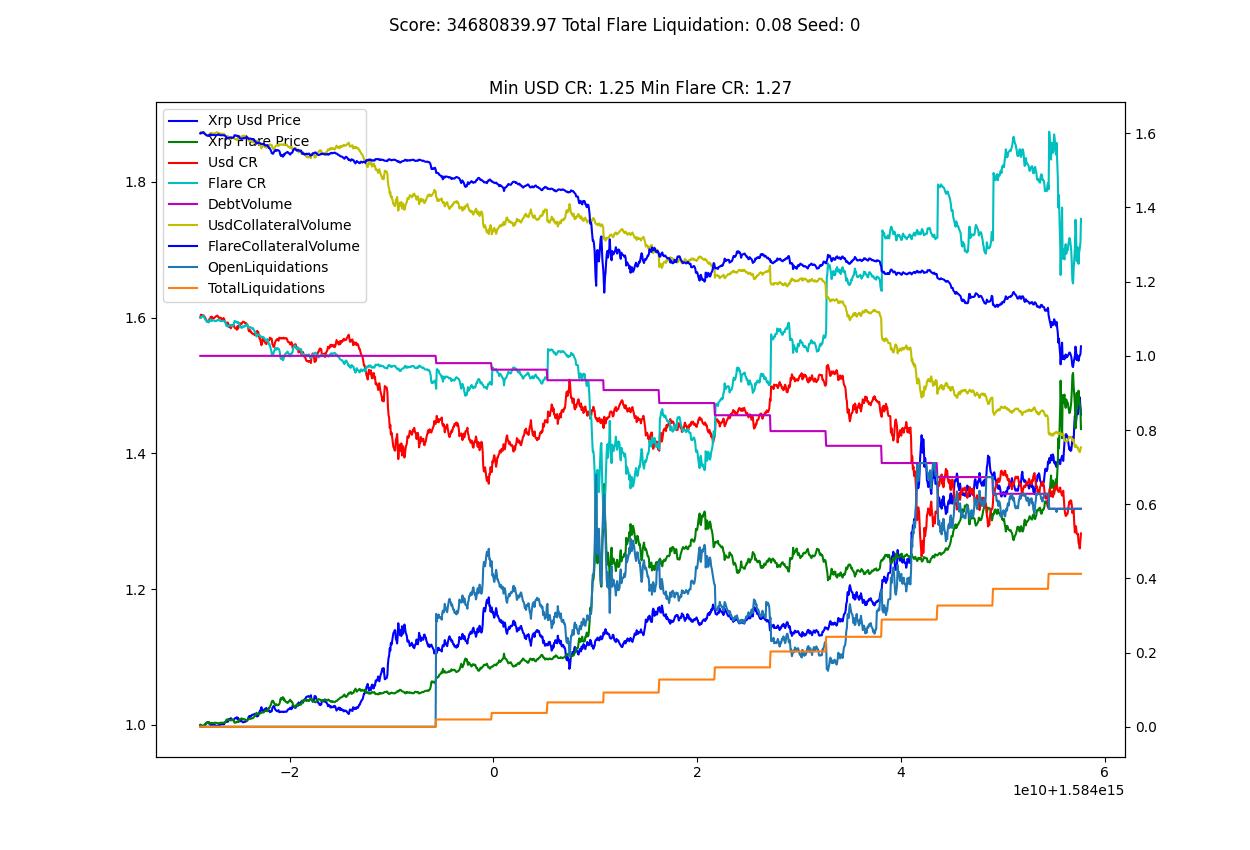 Score: 34680839.97 Total Flare Liquidation: 0.08 Seed: 0
Min USD CR: 1.25 Min Flare CR: 1.27
Xrp Usd Price
Xrp Flare Price
Usd CR
Flare CR
DebtVolume
UsdCollateralVolume
FlareCollateralVolume
OpenLiquidations
TotalLiquidations
1.8
1.6
1.4
1.2
1.0
1.6
1.4
1.2
1.0
0.8
0.6
0.4
0.2
0.0
−2
0
2
4
6
1e10+1.584e15